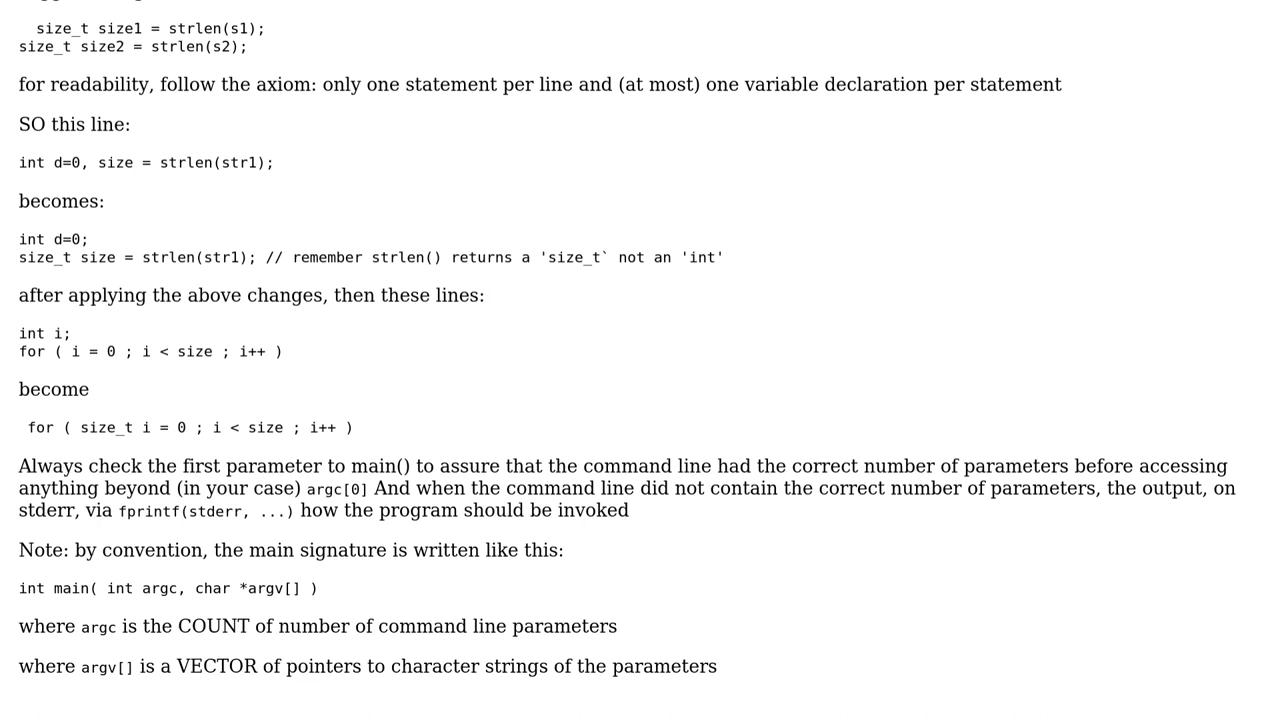 size_t size1 = strlen(s1);
size_t size2 = strlen(s2);
for readability, follow the axiom: only one statement per line and (at most) one variable declaration per statement
SO this line:
int d=0, size = strlen(str1);
becomes:
int d=0;
size_t size = strlen(str1); // remember strlen() returns a 'size_t` not an 'int'
after applying the above changes, then these lines:
int i;
for ( i = 0 ; i < size ; i++ )
become
for ( size_t i = 0 ; i < size ; i++ )
Always check the first parameter to main() to assure that the command line had the correct number of parameters before accessing
anything beyond (in your case) argc[0] And when the command line did not contain the correct number of parameters, the output, on
stderr, via fprintf(stderr, ...) how the program should be invoked
Note: by convention, the main signature is written like this:
int main( int argc, char *argv[] )
where argc is the COUNT of number of command line parameters
where argv[] is a VECTOR of pointers to character strings of the parameters